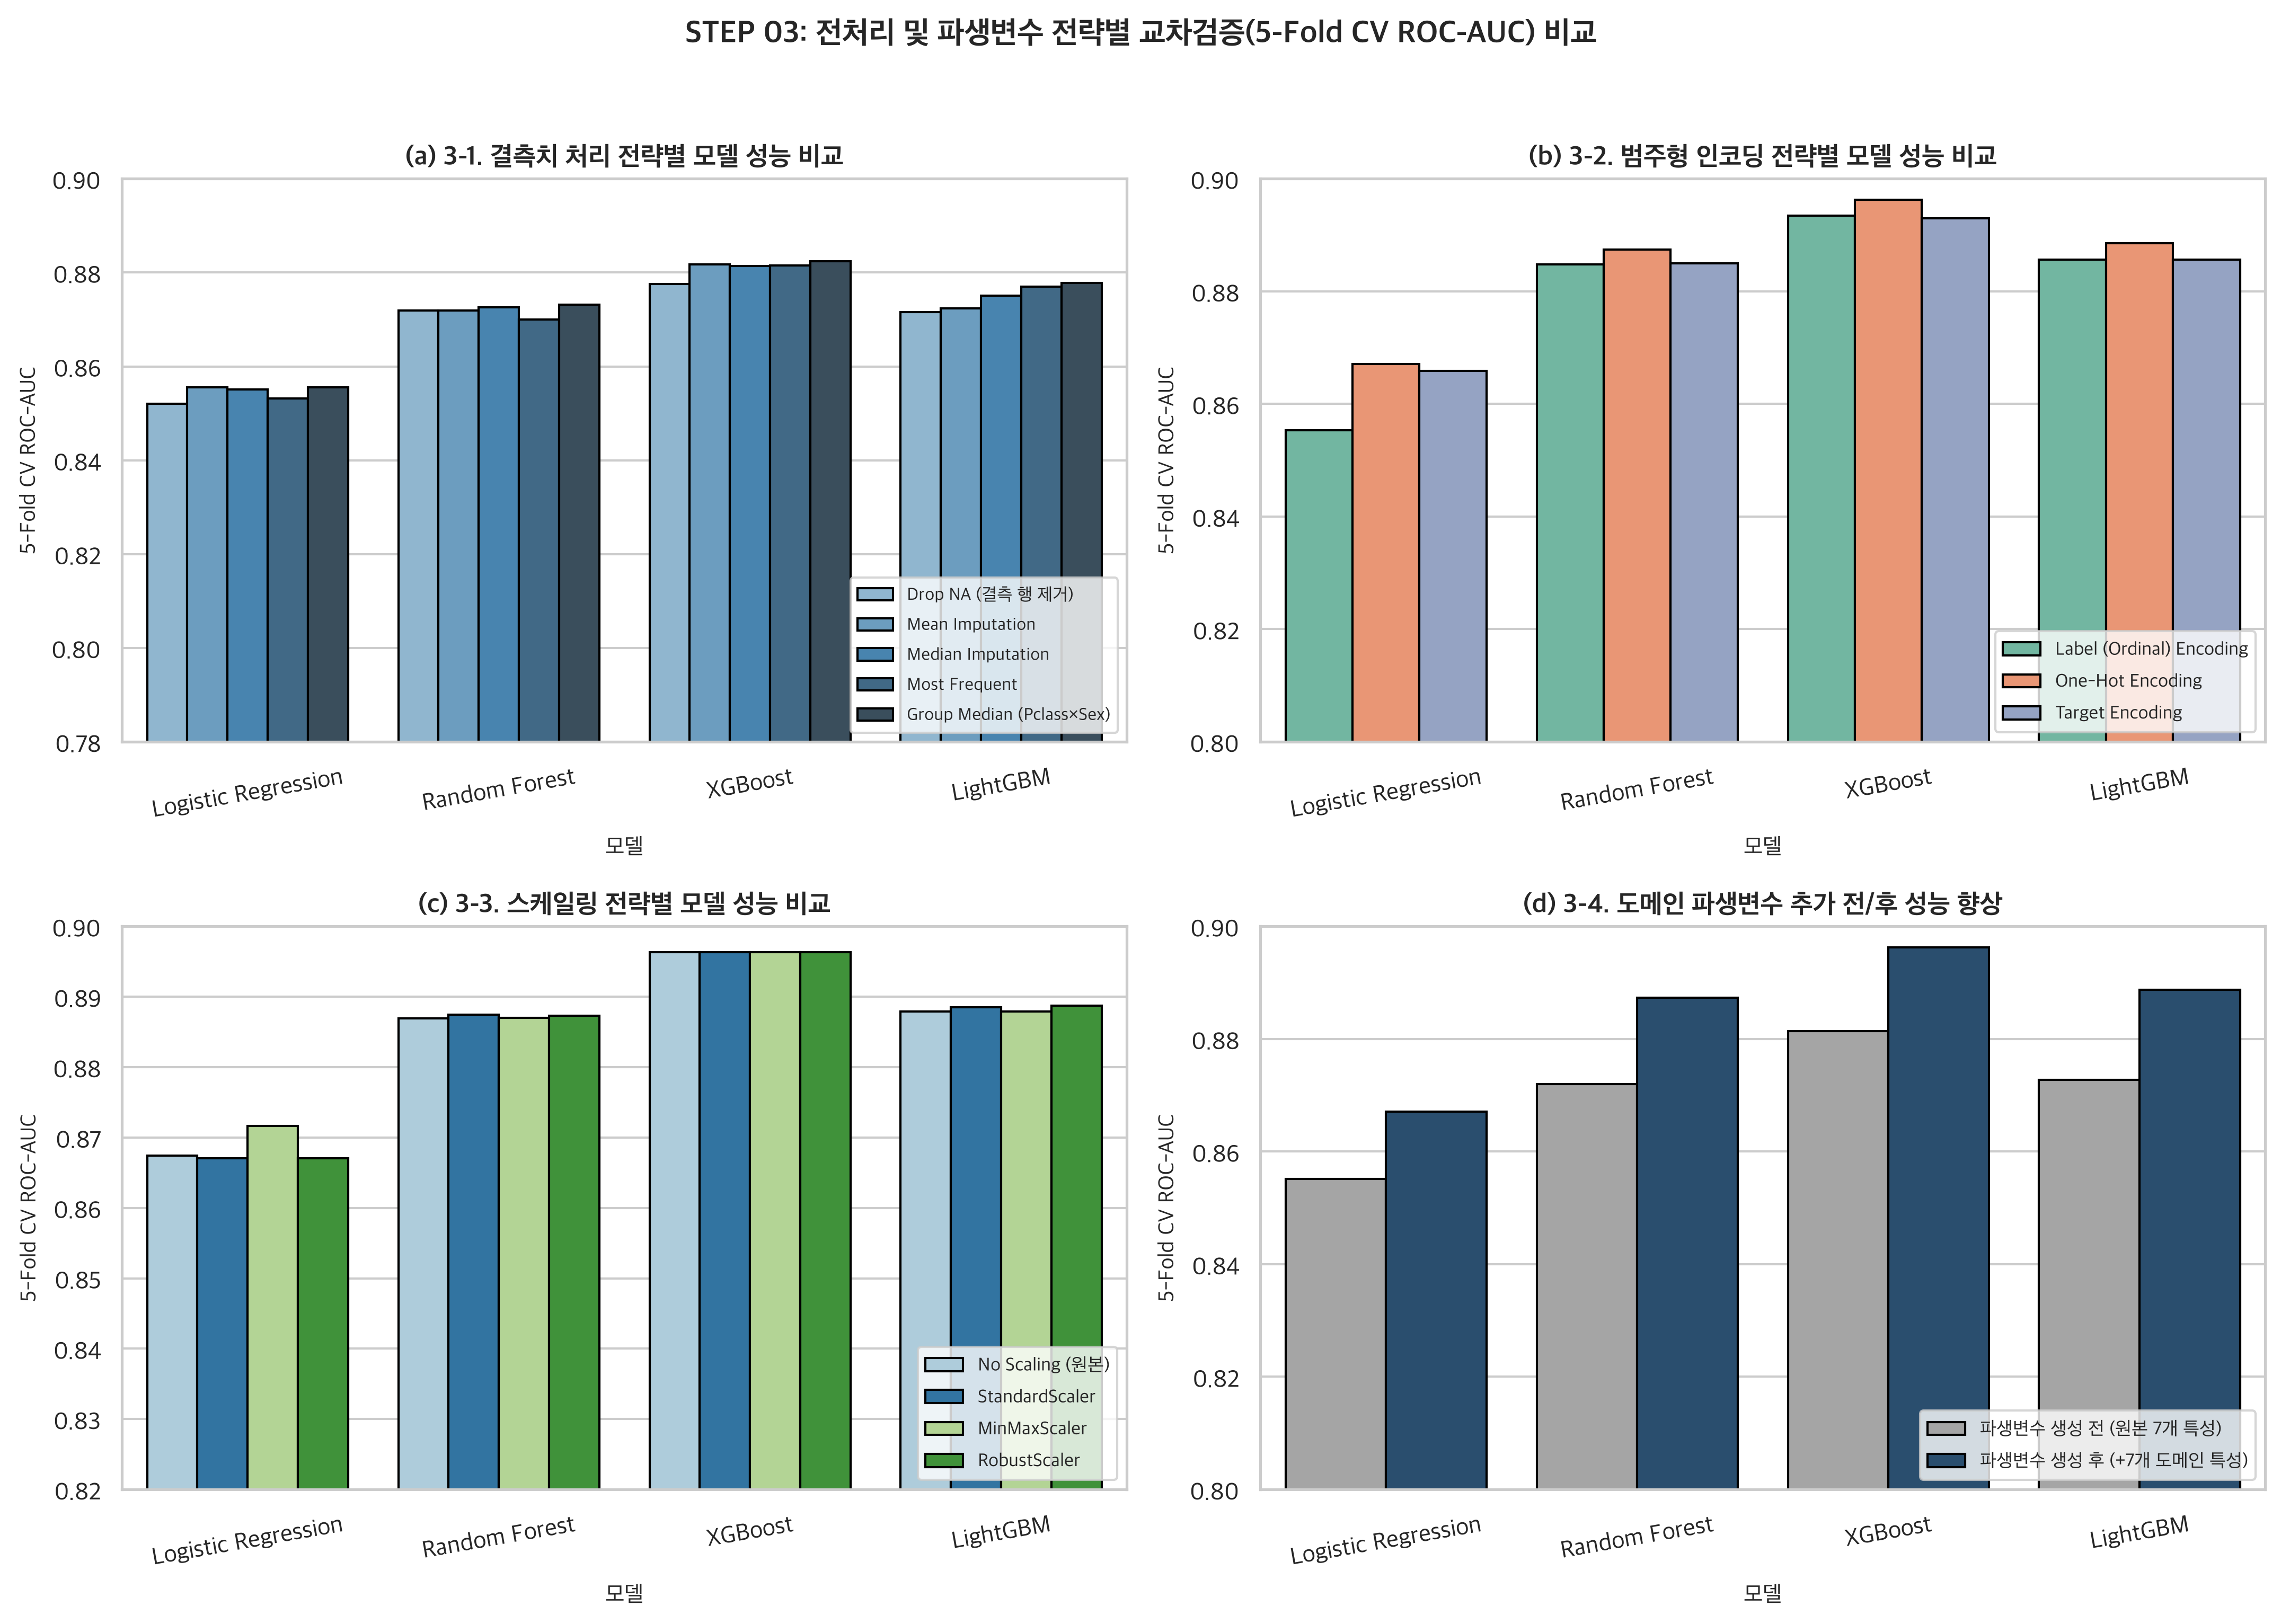 STEP 03: 전처리 및 파생변수 전략별 교차검증(5-Fold CV ROC-AUC) 비교
(a) 3-1. 결측치 처리 전략별 모델 성능 비교
0.90
0.88
0.86
0.84
0.82
0.80
0.78
5-Fold CV ROC-AUC
Drop NA (결측 행 제거)
Mean Imputation
Median Imputation
Most Frequent
Group Median (Pclass×Sex)
Logistic Regression
Random Forest
XGBoost
LightGBM
모델
(b) 3-2. 범주형 인코딩 전략별 모델 성능 비교
0.90
0.88
0.86
0.84
0.82
0.80
5-Fold CV ROC-AUC
Label (Ordinal) Encoding
One-Hot Encoding
Target Encoding
Logistic Regression
Random Forest
XGBoost
LightGBM
모델
(c) 3-3. 스케일링 전략별 모델 성능 비교
0.90
0.89
0.88
0.87
0.86
0.85
0.84
0.83
0.82
5-Fold CV ROC-AUC
No Scaling (원본)
StandardScaler
MinMaxScaler
RobustScaler
Logistic Regression
Random Forest
XGBoost
LightGBM
모델
(d) 3-4. 도메인 파생변수 추가 전/후 성능 향상
0.90
0.88
0.86
0.84
0.82
0.80
5-Fold CV ROC-AUC
파생변수 생성 전 (원본 7개 특성)
파생변수 생성 후 (+7개 도메인 특성)
Logistic Regression
Random Forest
XGBoost
LightGBM
모델